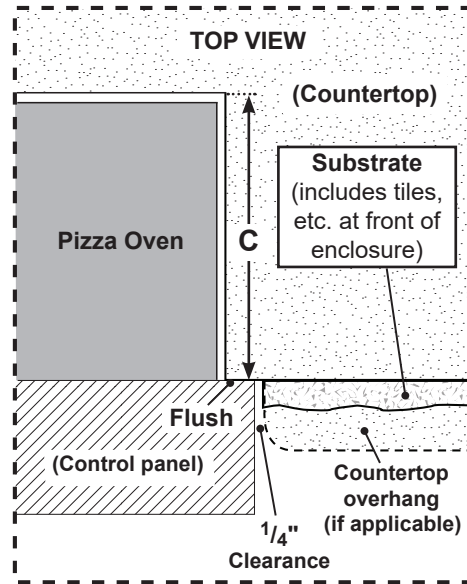 TOP VIEW
(Countertop)
Substrate
(includes tiles,
etc. at front of
enclosure)
Pizza Oven
C
Flush
(Control panel)
Countertop
overhang
(if applicable)
1/4"
Clearance